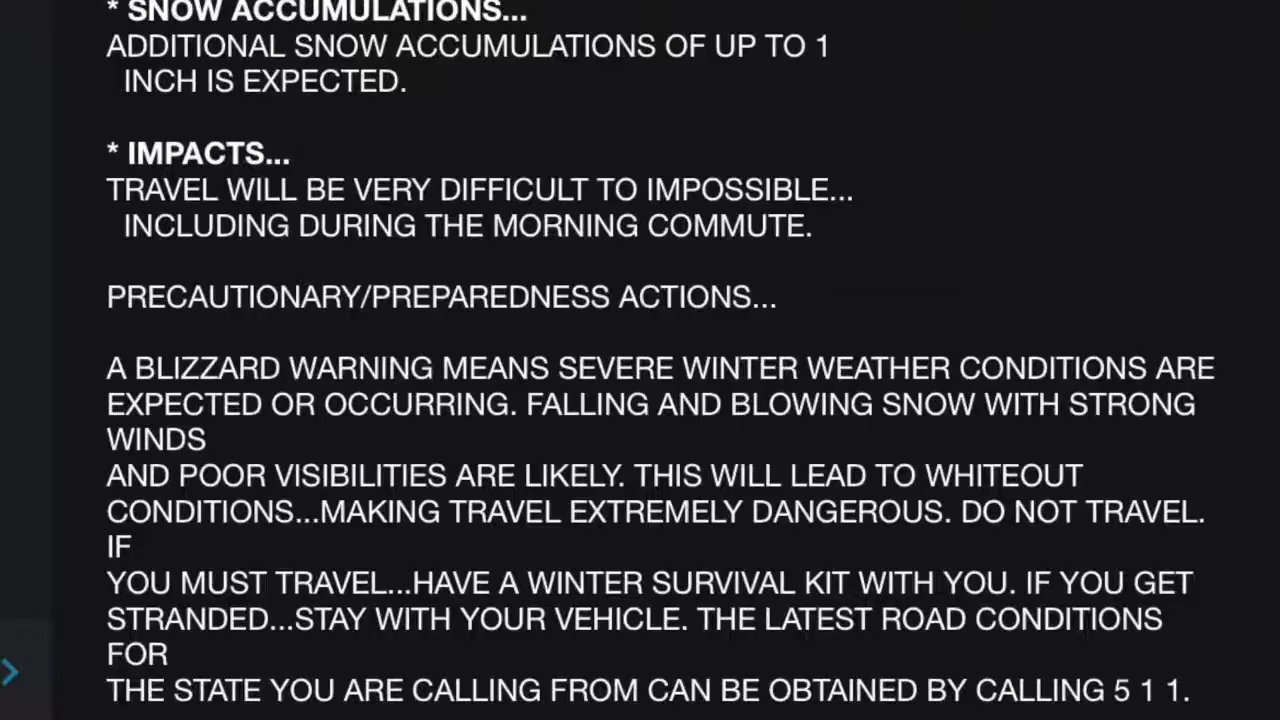 * SNOW ACCUMULATIONS...
ADDITIONAL SNOW ACCUMULATIONS OF UP TO 1
INCH IS EXPECTED.
* IMPACTS...
TRAVEL WILL BE VERY DIFFICULT TO IMPOSSIBLE...
INCLUDING DURING THE MORNING COMMUTE.
PRECAUTIONARY/PREPAREDNESS ACTIONS...
A BLIZZARD WARNING MEANS SEVERE WINTER WEATHER CONDITIONS ARE
EXPECTED OR OCCURRING. FALLING AND BLOWING SNOW WITH STRONG
WINDS
AND POOR VISIBILITIES ARE LIKELY. THIS WILL LEAD TO WHITEOUT
CONDITIONS...MAKING TRAVEL EXTREMELY DANGEROUS. DO NOT TRAVEL.
IF
YOU MUST TRAVEL...HAVE A WINTER SURVIVAL KIT WITH YOU. IF YOU GET
STRANDED...STAY WITH YOUR VEHICLE. THE LATEST ROAD CONDITIONS
FOR
THE STATE YOU ARE CALLING FROM CAN BE OBTAINED BY CALLING 5 1 1.